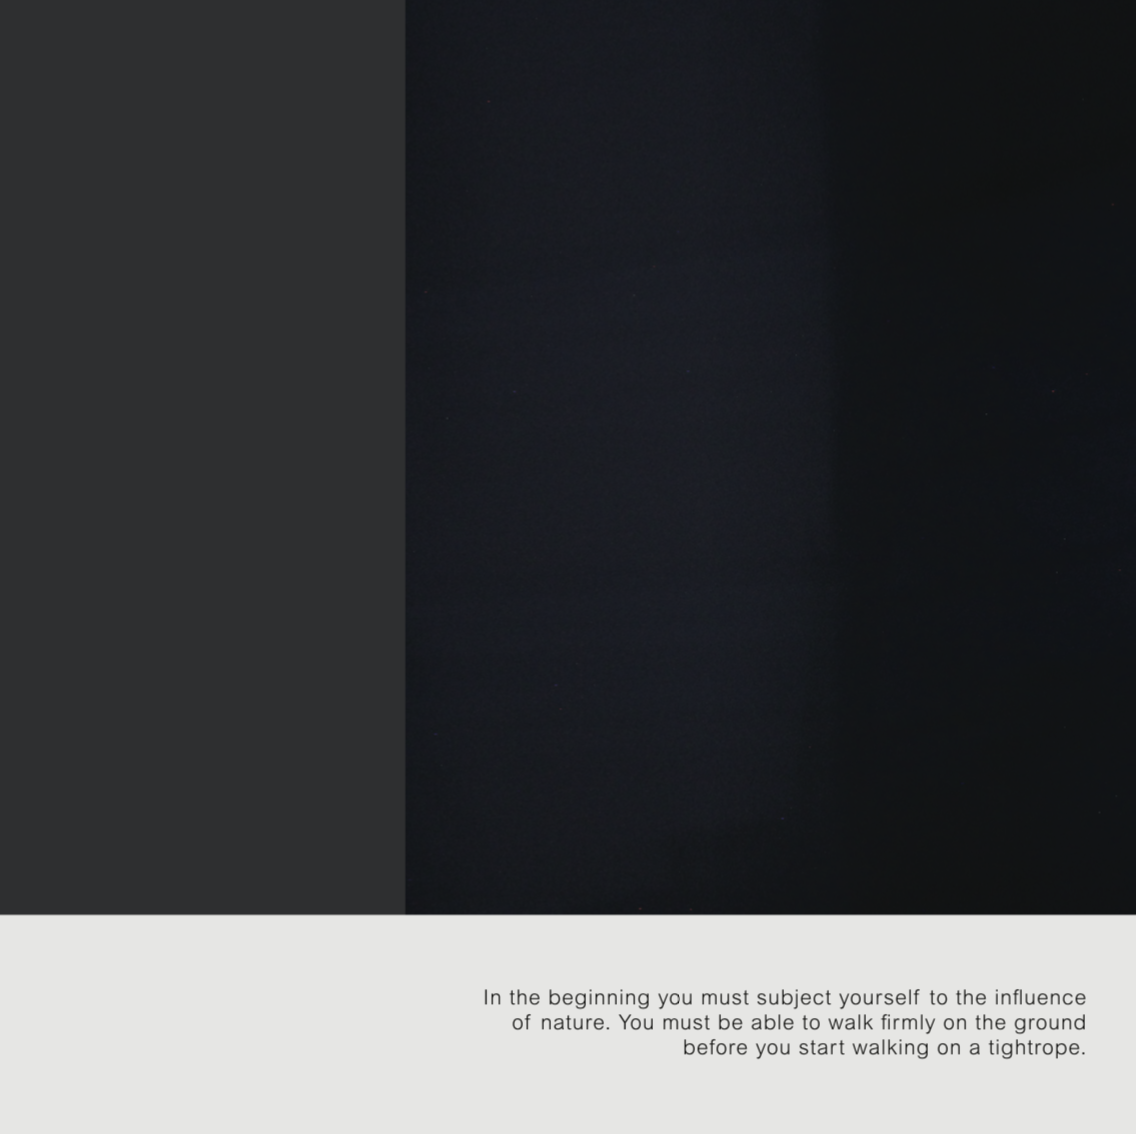 In the beginning you must subject yourself to the influence
of nature. You must be able to walk firmly on the ground
before you start walking on a tightrope.